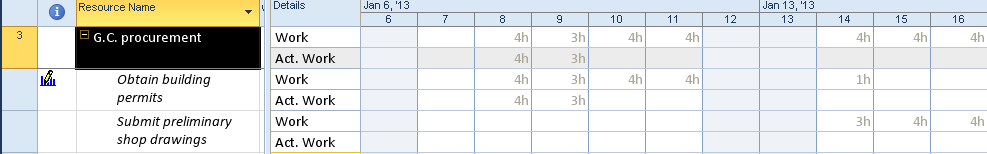 Resource Name Details Jan 6, '13 Jan 13, '13
6 7 8 9 10 11 12 13 14 15 16
3 G.C. procurement Work 4h 3h 4h 4h 4h 4h 4h
Act. Work 4h 3h
Obtain building permits Work 4h 3h 4h 4h 1h
Act. Work 4h 3h
Submit preliminary shop drawings Work 3h 4h 4h
Act. Work